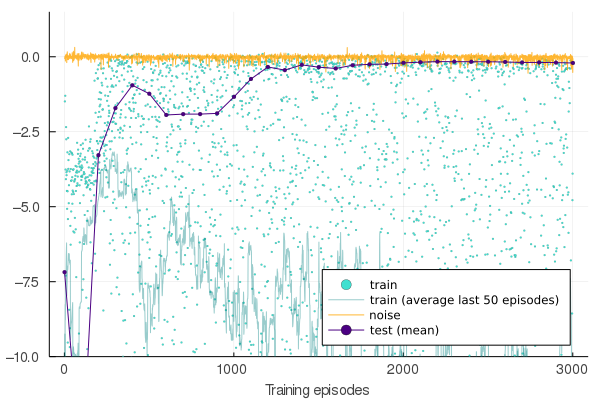 0.0
−2.5
−5.0
−7.5
−10.0
0
1000
2000
3000
Training episodes
train
train (average last 50 episodes)
noise
test (mean)